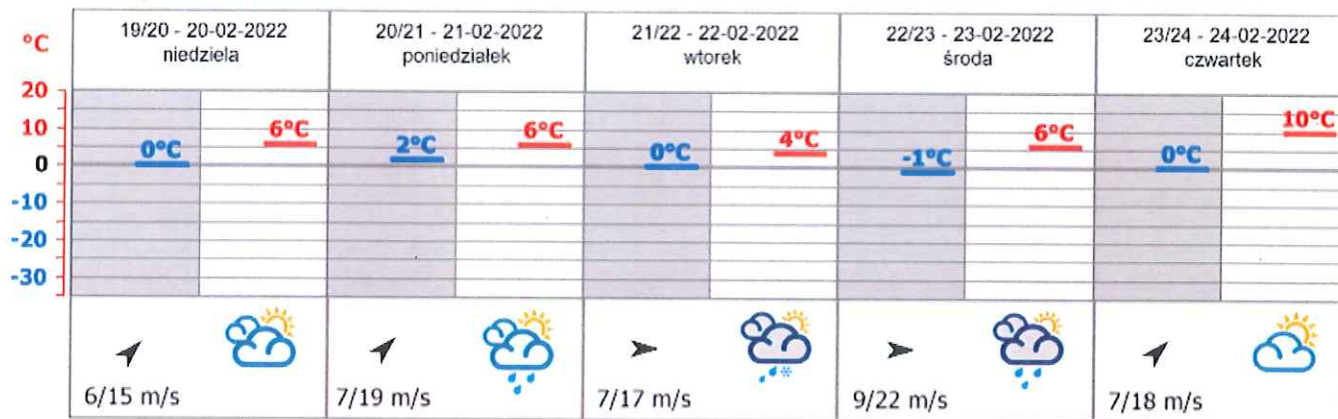 °C
19/20 - 20-02-2022
niedziela
20/21 - 21-02-2022
poniedziałek
21/22 - 22-02-2022
wtorek
22/23 - 23-02-2022
środa
23/24 - 24-02-2022
czwartek
20
10
0
-10
-20
-30
0°C
6°C
2°C
6°C
0°C
4°C
-1°C
6°C
0°C
10°C
6/15 m/s
7/19 m/s
7/17 m/s
9/22 m/s
7/18 m/s